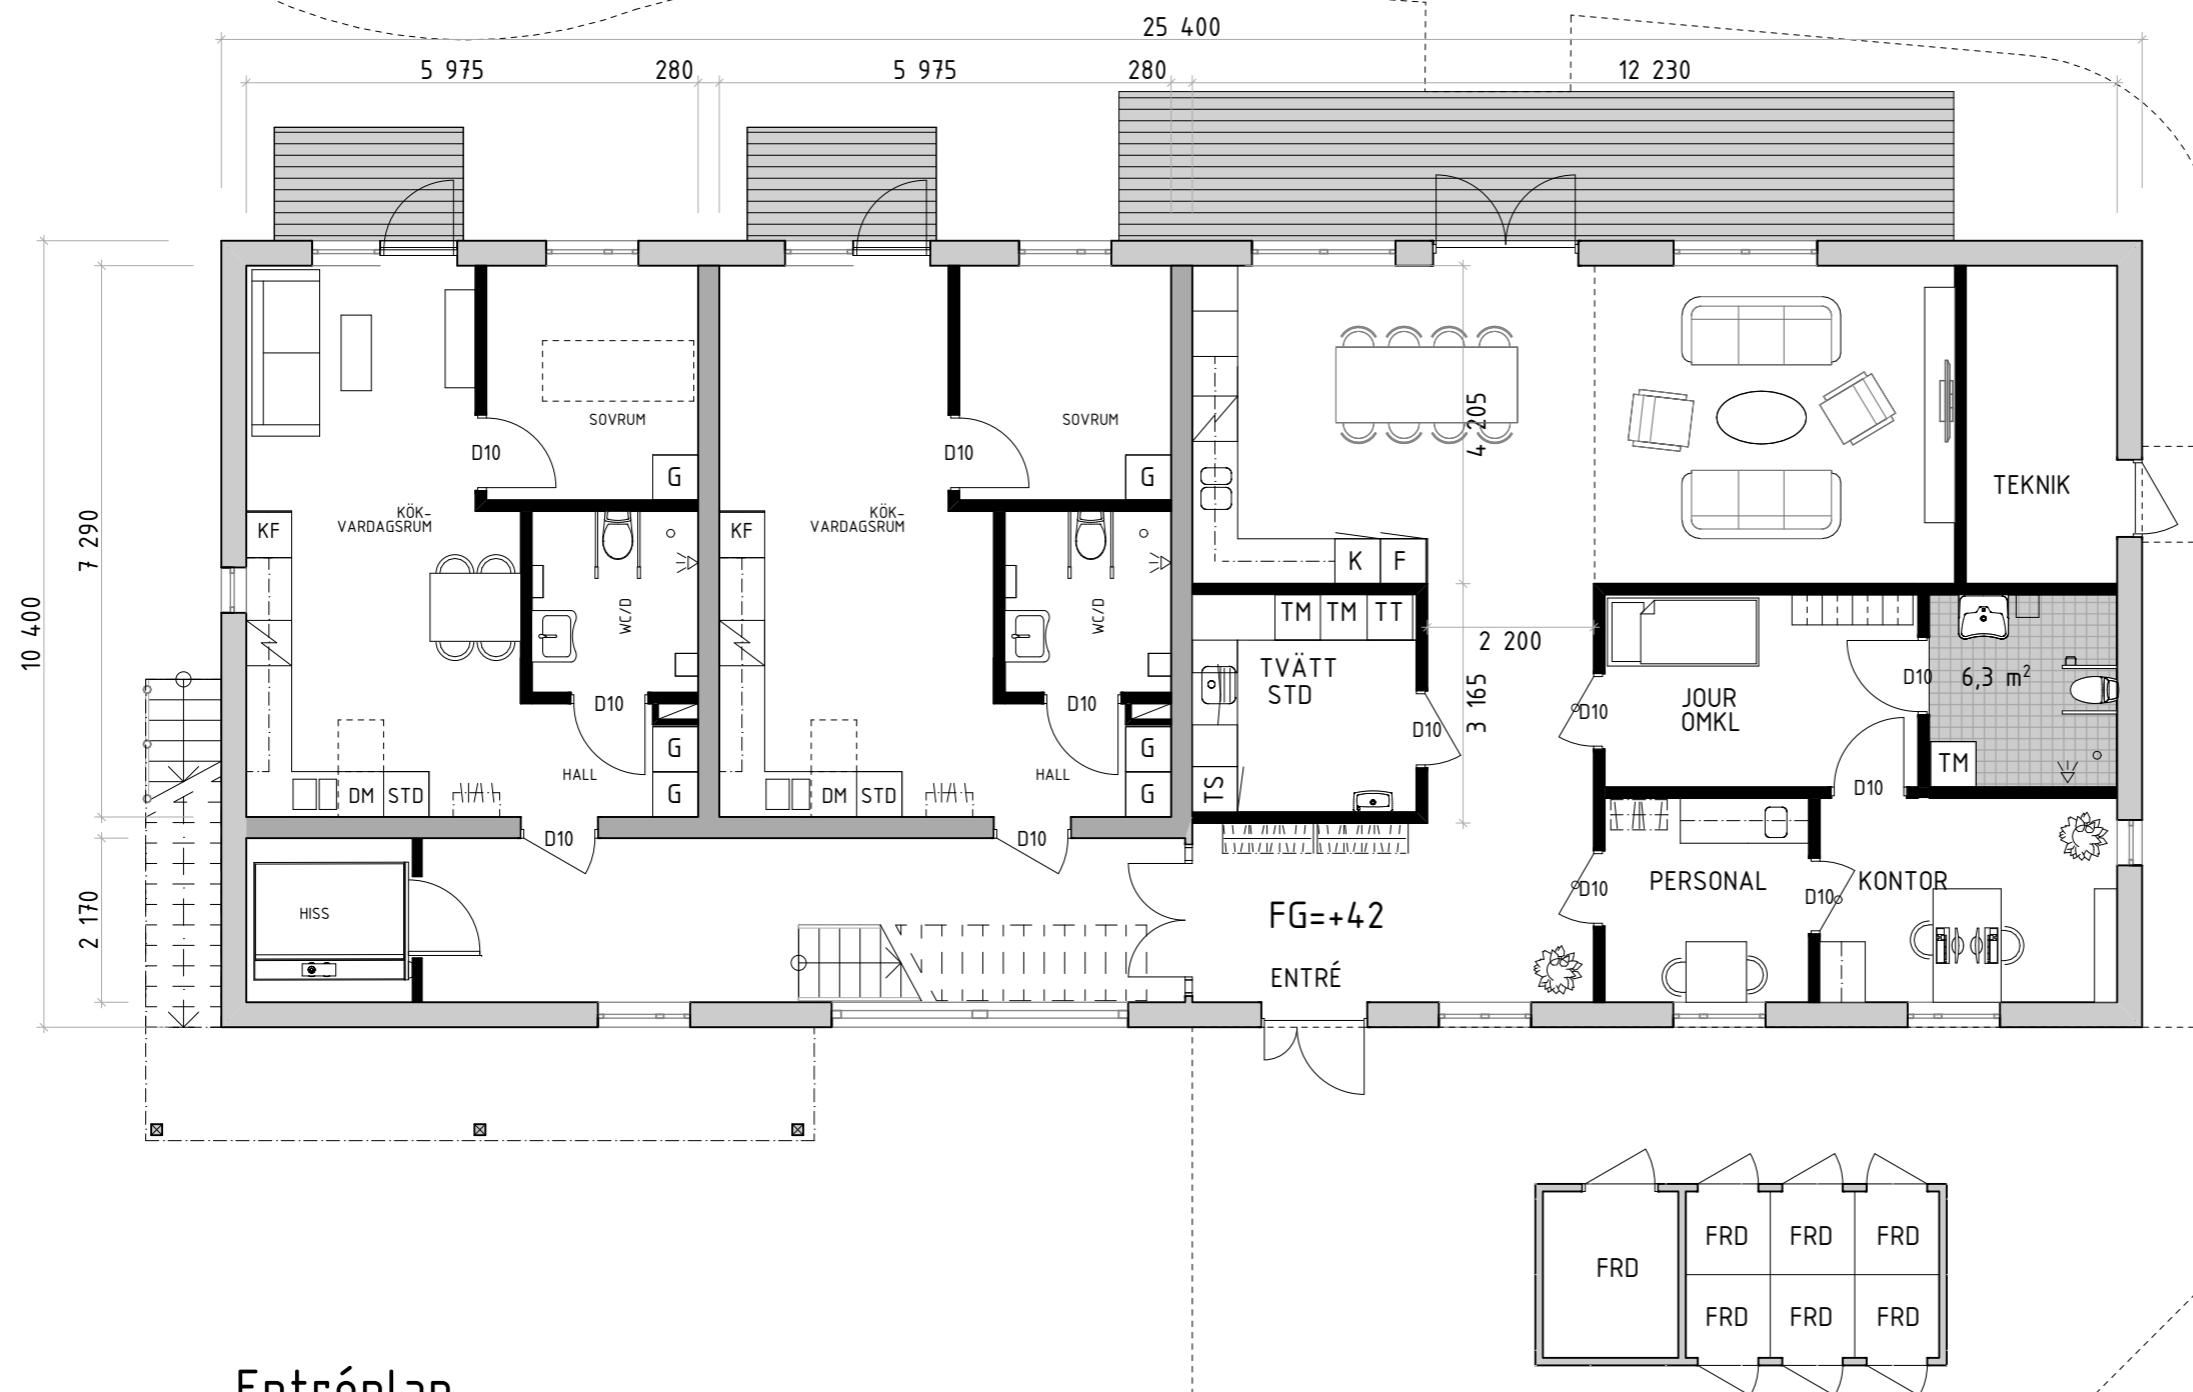 25 400
5 975
280
5 975
280
12 230
10 400
7 290
2 170
SOVRUM
D10
G
KÖK-
VARDAGSRUM
KF
WC/D
D10
G
HALL
G
DM
STD
D10
HISS
SOVRUM
D10
G
KÖK-
VARDAGSRUM
KF
WC/D
D10
G
HALL
G
DM
STD
D10
4 205
K
F
TM
TM
TT
TVÄTT
STD
TS
D10
3 165
2 200
TEKNIK
JOUR
OMKL
D10
D10
D10
6,3 m²
TM
PERSONAL
D10
KONTOR
D10
FG=+42
ENTRÉ
FRD
FRD
FRD
FRD
FRD
FRD
FRD
Entréplan